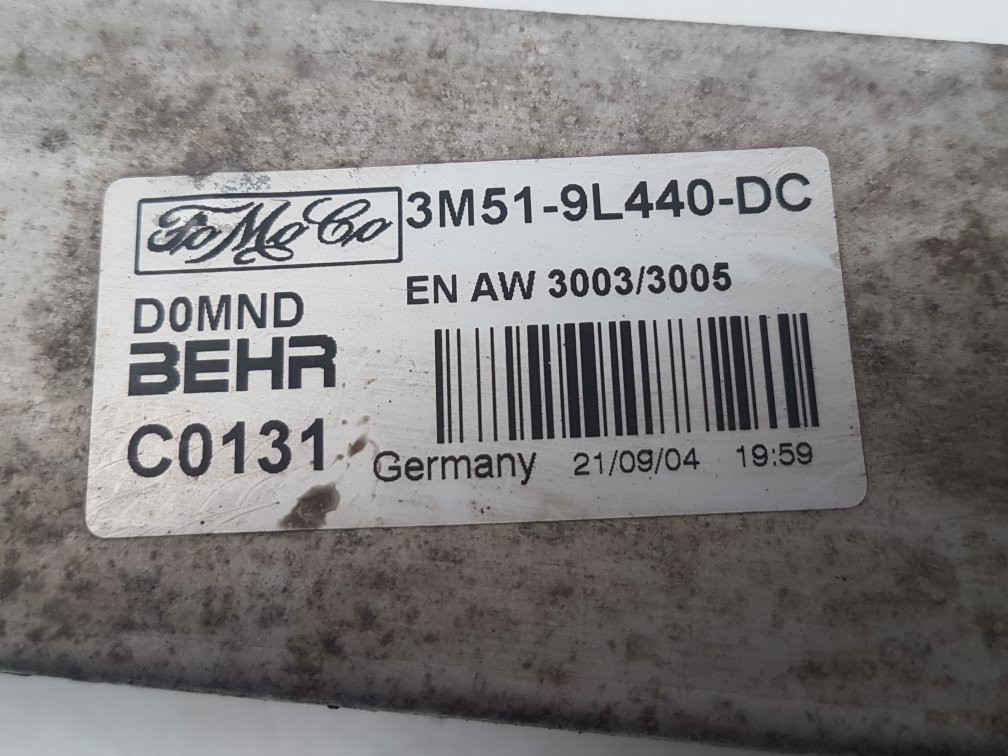 FoMoCo 3M51-9L440-DC
EN AW 3003/3005
D0MND
BEHR
C0131
Germany 21/09/04 19:59